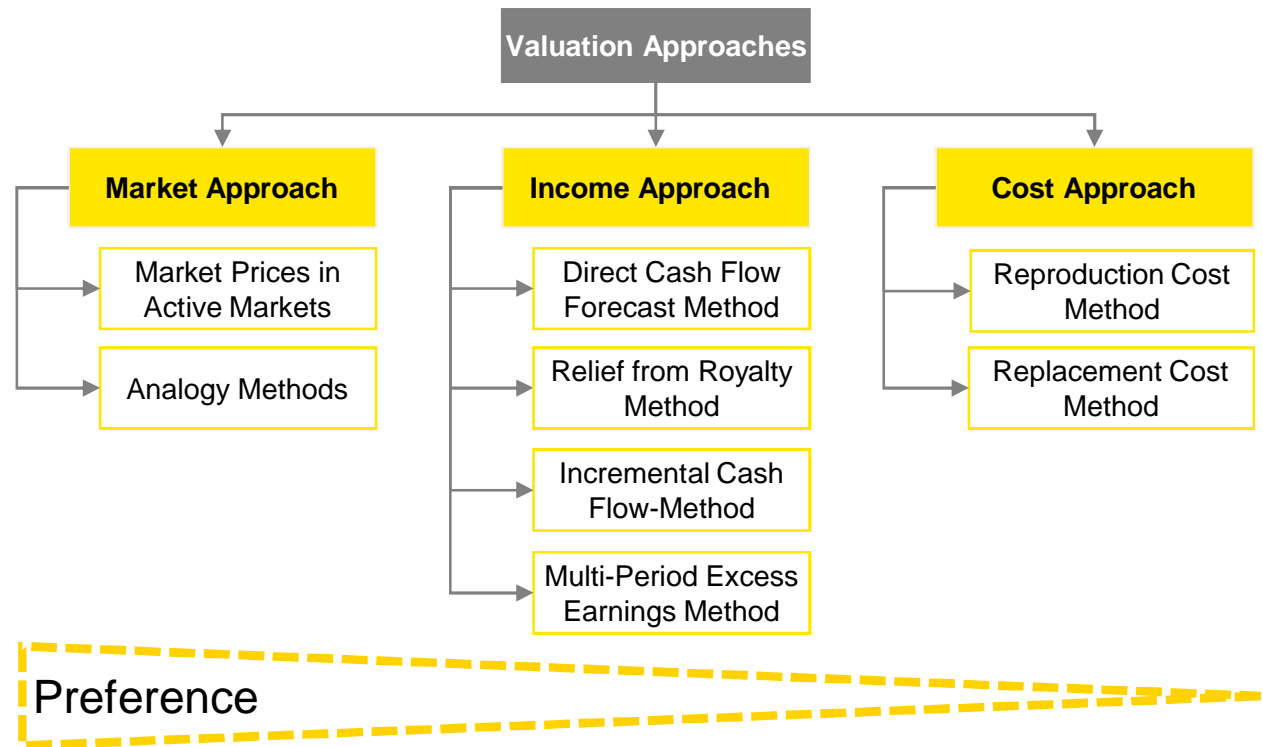 Valuation Approaches
Market Approach
Market Prices in
Active Markets
Analogy Methods
Income Approach
Direct Cash Flow
Forecast Method
Relief from Royalty
Method
Incremental Cash
Flow-Method
Multi-Period Excess
Earnings Method
Cost Approach
Reproduction Cost
Method
Replacement Cost
Method
Preference